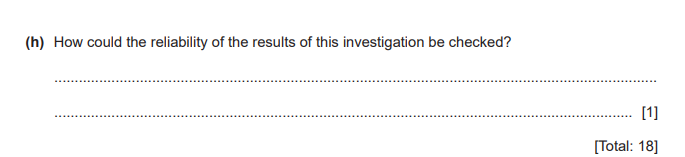 (h) How could the reliability of the results of this investigation be checked?
..........................................................................................................................................................
.................................................................................................................................................. [1]
[Total: 18]